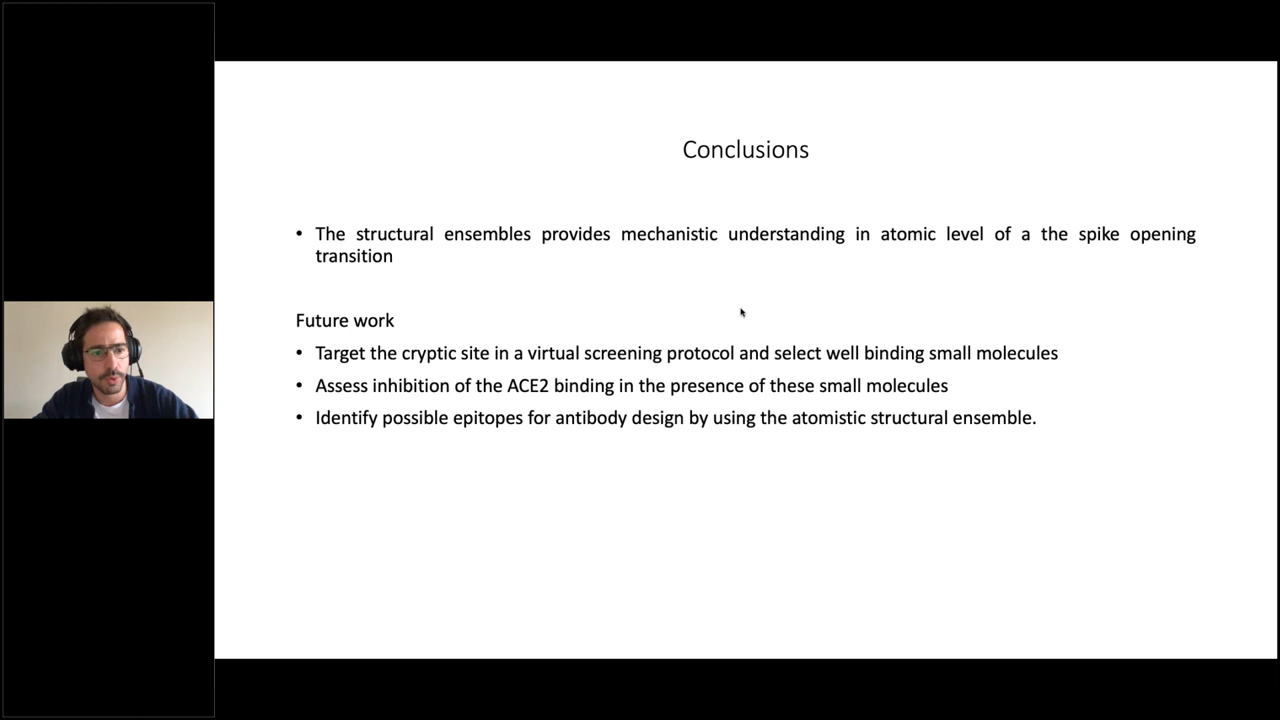 Conclusions
• The structural ensembles provides mechanistic understanding in atomic level of a the spike opening
transition
Future work
• Target the cryptic site in a virtual screening protocol and select well binding small molecules
• Assess inhibition of the ACE2 binding in the presence of these small molecules
• Identify possible epitopes for antibody design by using the atomistic structural ensemble.